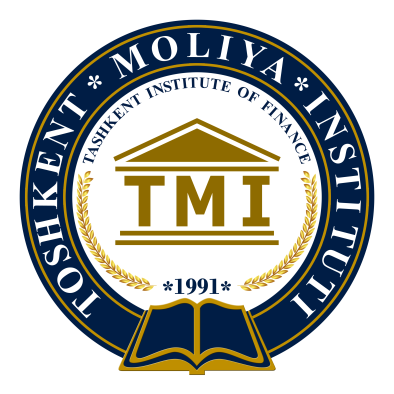 TOSHKENT * MOLIYA * INSTITUTI
TASHKENT INSTITUTE OF FINANCE
TMI
*1991*